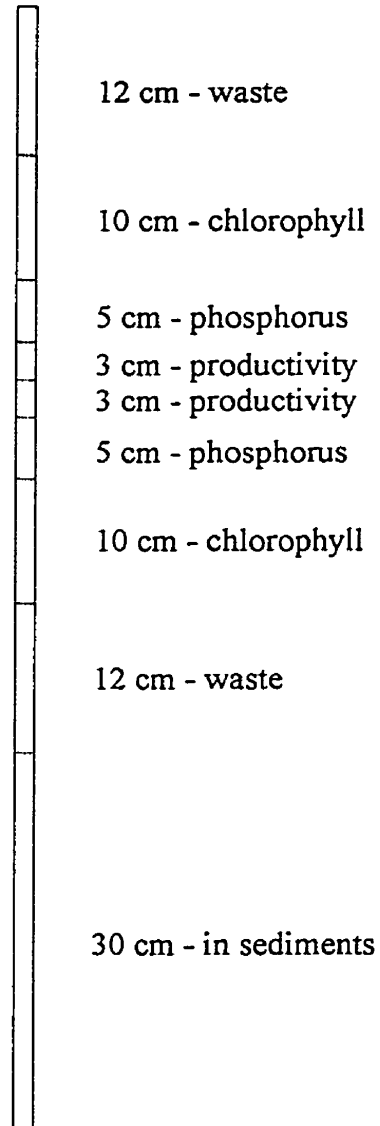 12 cm - waste
10 cm - chlorophyll
5 cm - phosphorus
3 cm - productivity
3 cm - productivity
5 cm - phosphorus
10 cm - chlorophyll
12 cm - waste
30 cm - in sediments